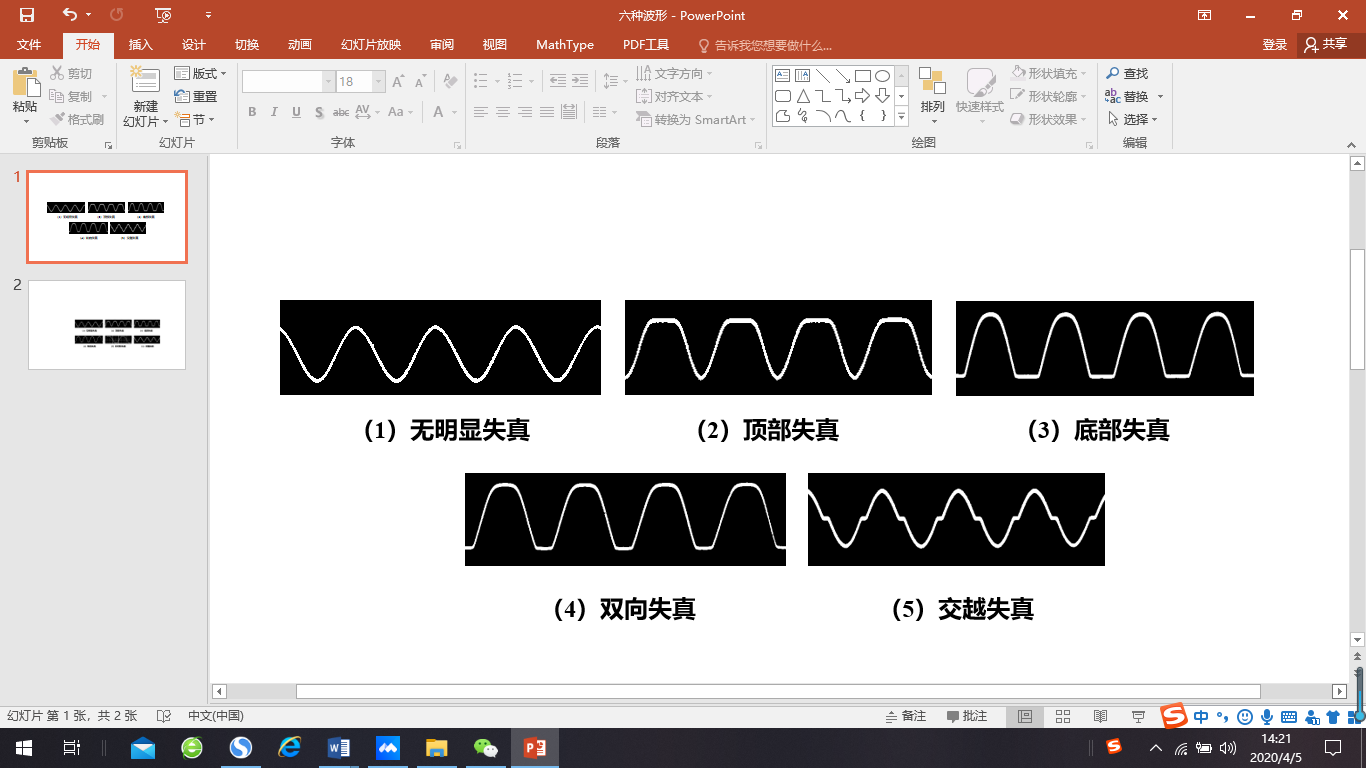 六种波形 - PowerPoint
文件 开始 插入 设计 切换 动画 幻灯片放映 审阅 视图 MathType PDF工具 告诉我您想要做什么... 登录 共享
粘贴 剪切 复制 格式刷 剪贴板
新建 幻灯片 版式 重置 节 幻灯片
18
B I U S abc AV Aa A
字体
文字方向
对齐文本
转换为 SmartArt
段落
排列 快速样式 形状填充 形状轮廓 形状效果 绘图
查找
替换
选择
编辑
1
2
（1）无明显失真 （2）顶部失真 （3）底部失真
（4）双向失真 （5）交越失真
幻灯片 第 1 张，共 2 张 中文(中国) 备注 批注
中
14:21
2020/4/5